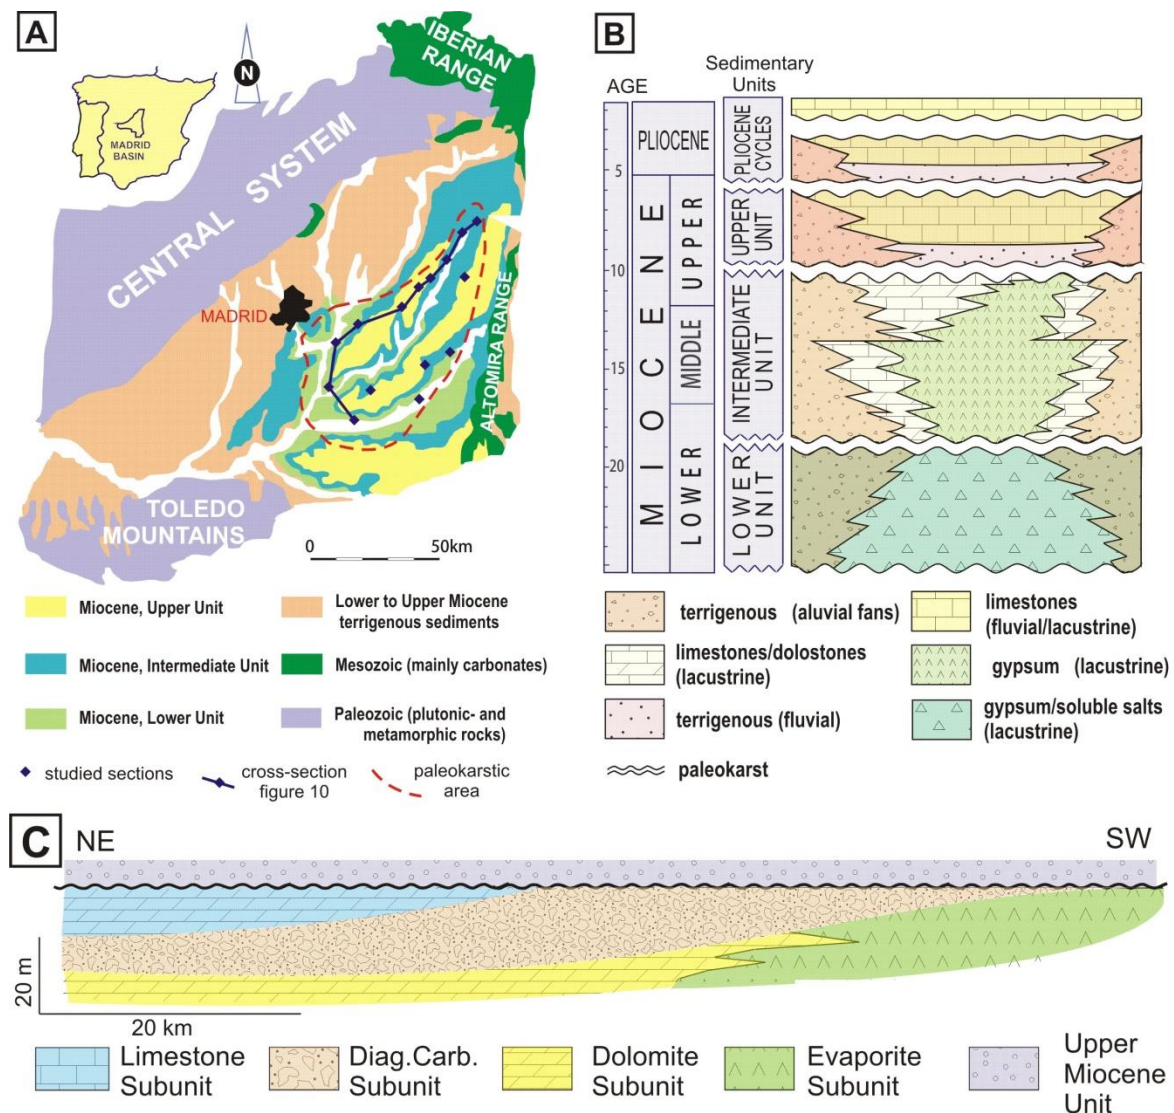 A
IBERIAN
RANGE
N
MADRID
BASIN
CENTRAL SYSTEM
MADRID
ALTOMIRA RANGE
TOLEDO
MOUNTAINS
0 50km
Miocene, Upper Unit
Lower to Upper Miocene
terrigenous sediments
Miocene, Intermediate Unit
Mesozoic (mainly carbonates)
Miocene, Lower Unit
Paleozoic (plutonic- and
metamorphic rocks)
studied sections
cross-section
figure 10
paleokarstic
area
B
AGE
Sedimentary
Units
5
10
15
20
PLIOCENE
MIOCENE
UPPER
MIDDLE
LOWER
PLIOCENE
CYCLES
UPPER
UNIT
INTERMEDIATE
UNIT
LOWER
UNIT
terrigenous (aluvial fans)
limestones
(fluvial/lacustrine)
limestones/dolostones
(lacustrine)
gypsum (lacustrine)
terrigenous (fluvial)
gypsum/soluble salts
(lacustrine)
paleokarst
C
NE
SW
20 m
20 km
Limestone
Subunit
Diag.Carb.
Subunit
Dolomite
Subunit
Evaporite
Subunit
Upper
Miocene
Unit